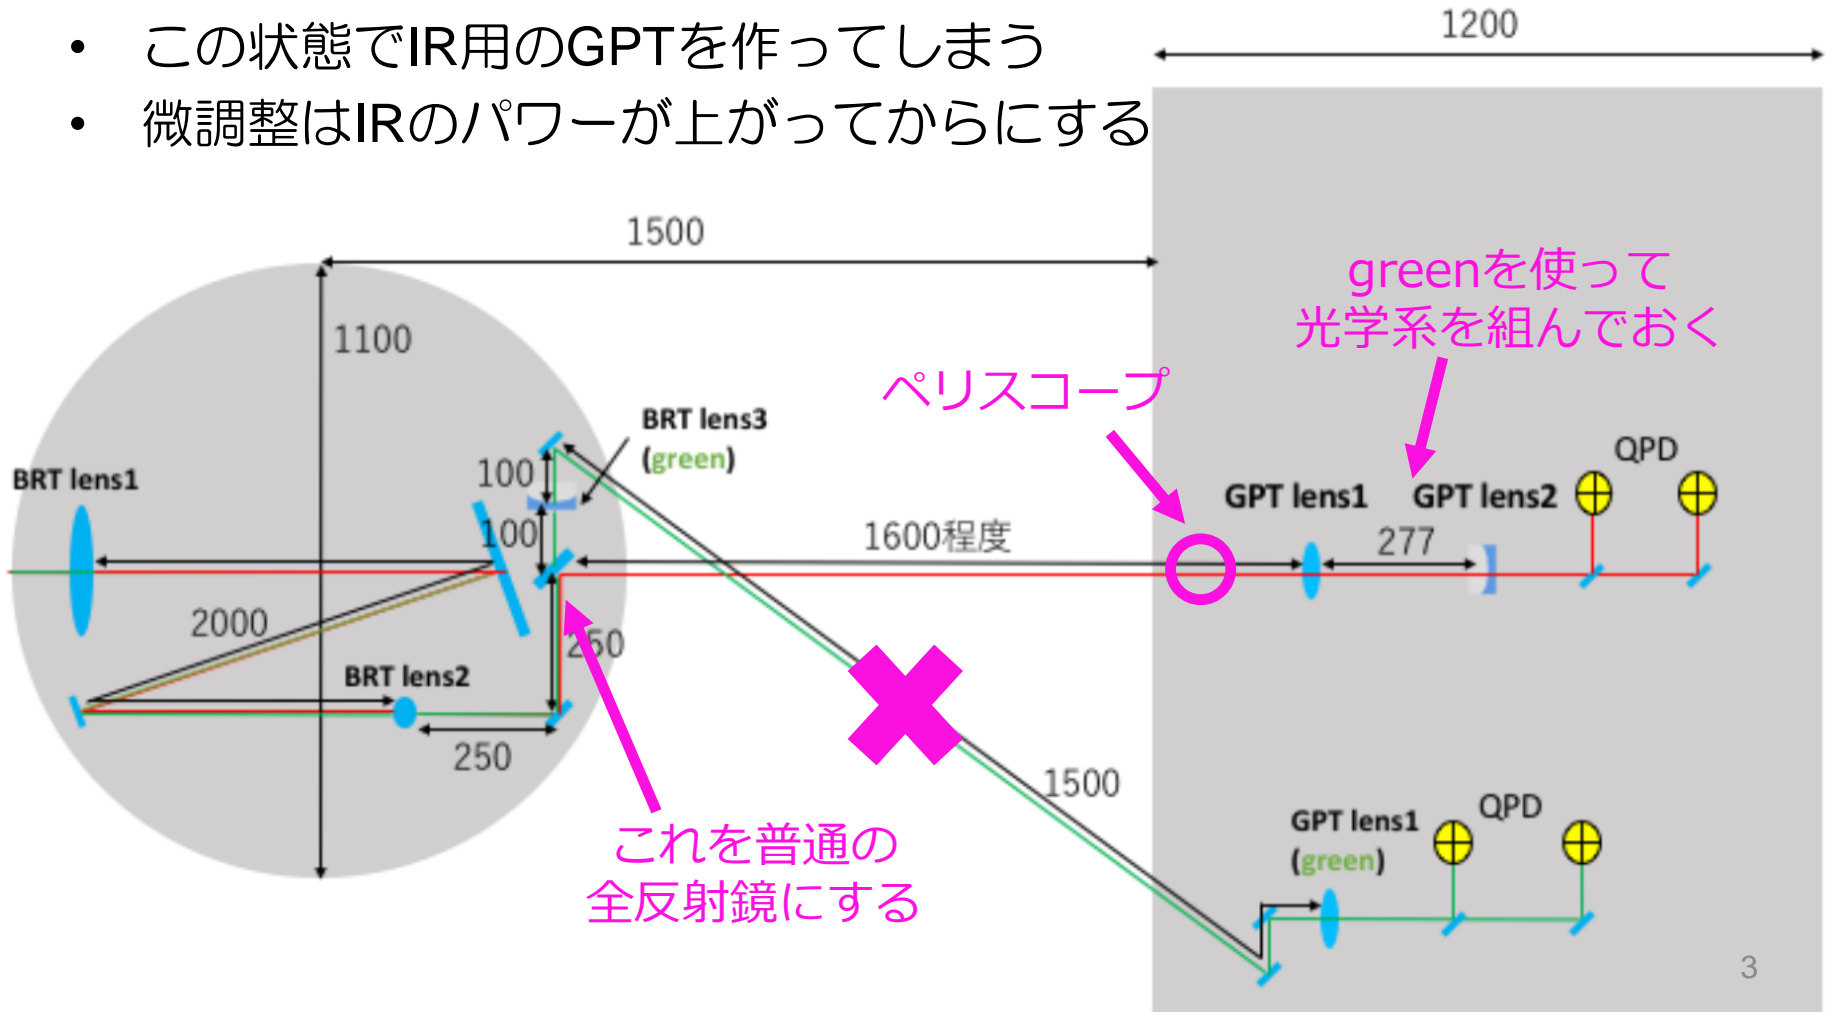 • この状態でIR用のGPTを作ってしまう
• 微調整はIRのパワーが上がってからにする
1200
1500
1100
greenを使って
光学系を組んでおく
ペリスコープ
BRT lens3
(green)
100
100
BRT lens1
QPD
GPT lens1
GPT lens2
1600程度
277
2000
250
BRT lens2
250
1500
これを普通の
全反射鏡にする
GPT lens1
(green)
QPD
3